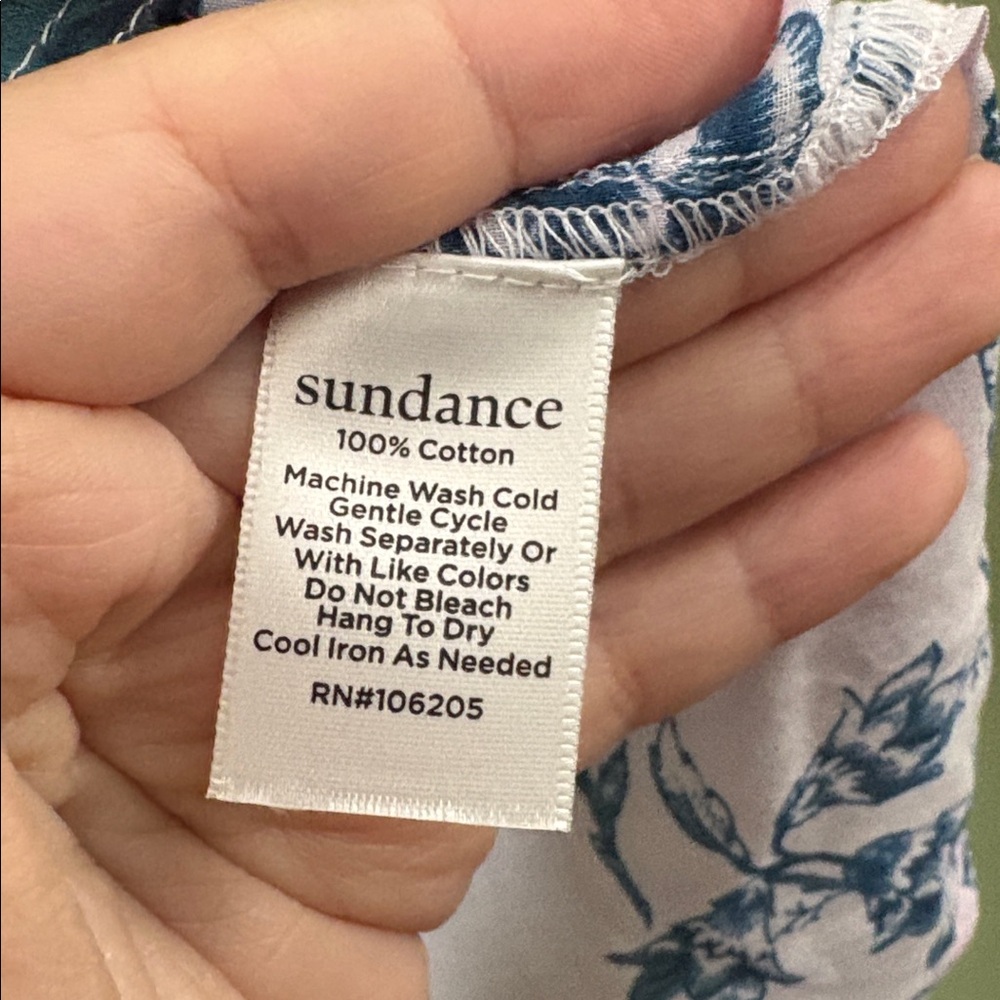 sundance
100% Cotton
Machine Wash Cold
Gentle Cycle
Wash Separately Or
With Like Colors
Do Not Bleach
Hang To Dry
Cool Iron As Needed
RN#106205